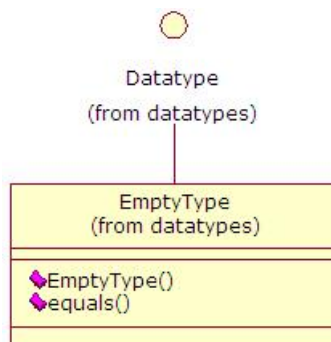 Datatype
(from datatypes)
EmptyType
(from datatypes)
EmptyType()
equals()